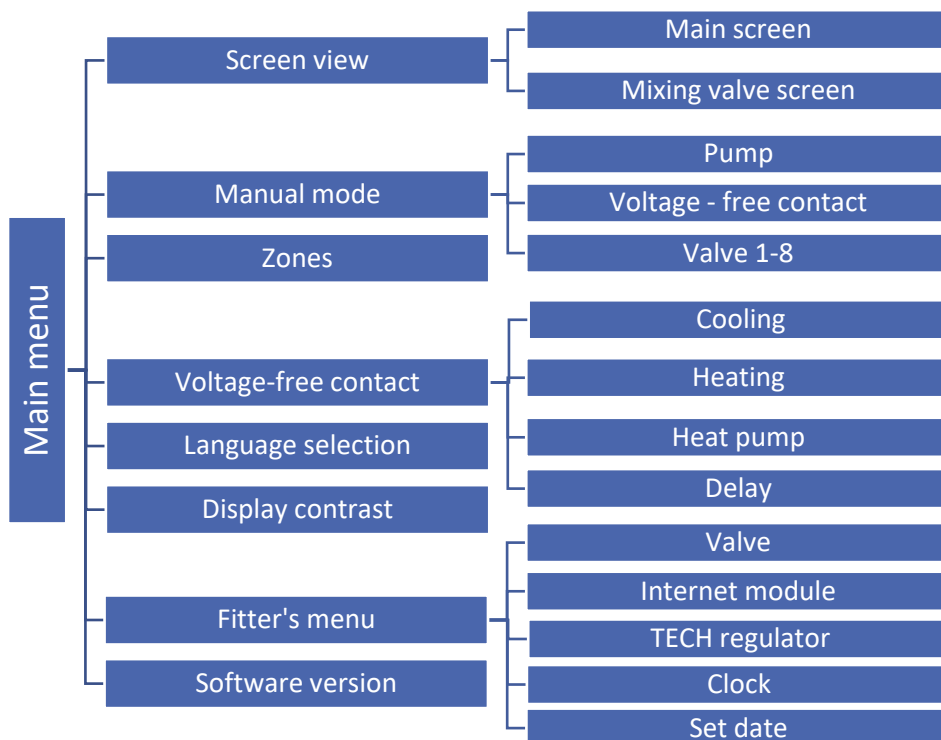 Main menu
Screen view
Main screen
Mixing valve screen
Manual mode
Pump
Voltage - free contact
Valve 1-8
Zones
Voltage-free contact
Cooling
Heating
Heat pump
Delay
Language selection
Display contrast
Fitter's menu
Valve
Internet module
TECH regulator
Clock
Set date
Software version